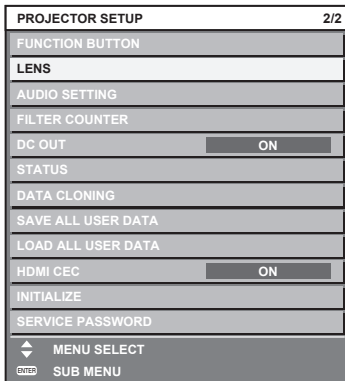 PROJECTOR SETUP 2/2
FUNCTION BUTTON
LENS
AUDIO SETTING
FILTER COUNTER
DC OUT ON
STATUS
DATA CLONING
SAVE ALL USER DATA
LOAD ALL USER DATA
HDMI CEC ON
INITIALIZE
SERVICE PASSWORD
MENU SELECT
ENTER SUB MENU